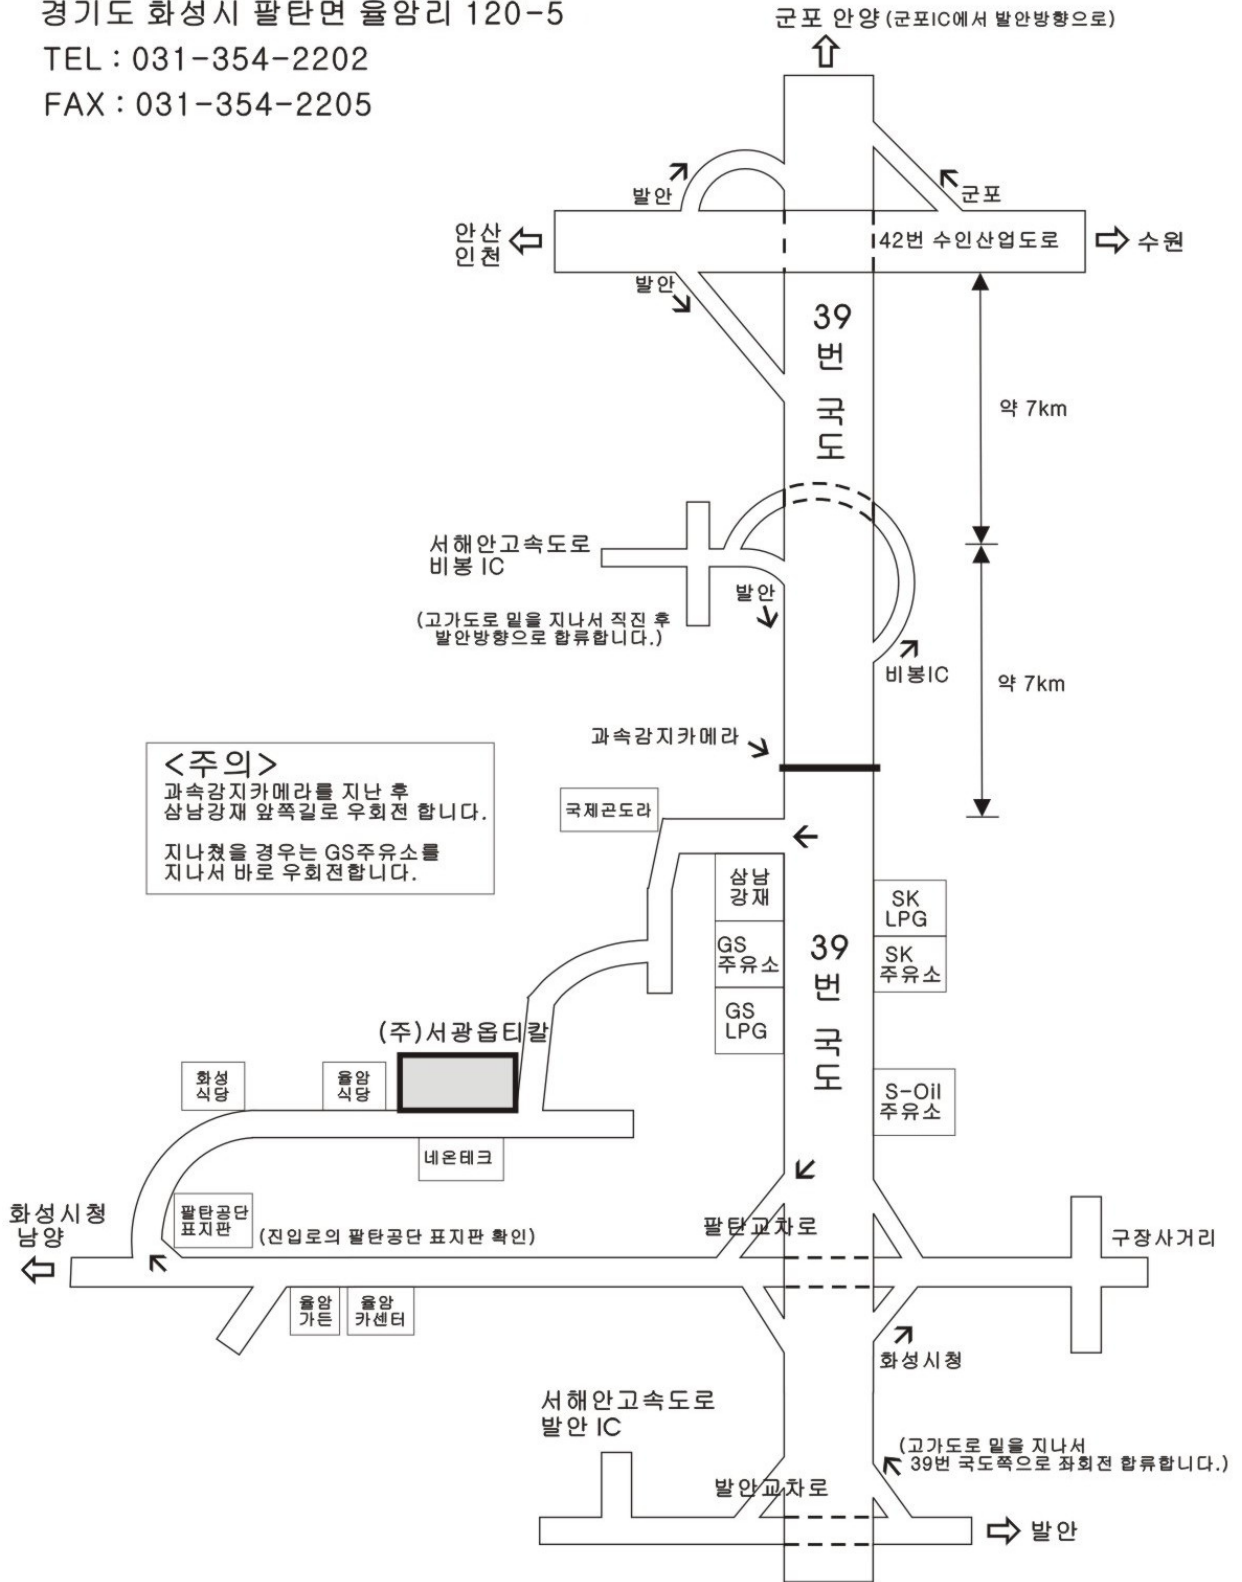 경기도 화성시 팔탄면 율암리 120-5
TEL : 031-354-2202
FAX : 031-354-2205
군포 안양 (군포IC에서 발안방향으로)
발안
군포
안산
인천
42번 수인산업도로
수원
발안
39
번
국
도
약 7km
서해안고속도로
비봉 IC
발안
(고가도로 밑을 지나서 직진 후
발안방향으로 합류합니다.)
비봉IC
약 7km
과속감지카메라
<주의>
과속감지카메라를 지난 후
삼남강재 앞쪽길로 우회전 합니다.
지나쳤을 경우는 GS주유소를
지나서 바로 우회전합니다.
국제곤도라
삼남
강재
SK
LPG
GS
주유소
39
번
국
도
SK
주유소
GS
LPG
(주)서광옵티칼
화성
식당
율암
식당
S-Oil
주유소
네온테크
화성시청
남양
팔탄공단
표지판
(진입로의 팔탄공단 표지판 확인)
팔탄교차로
구장사거리
율암
가든
율암
카센터
화성시청
서해안고속도로
발안 IC
(고가도로 밑을 지나서
39번 국도쪽으로 좌회전 합류합니다.)
발안교차로
발안